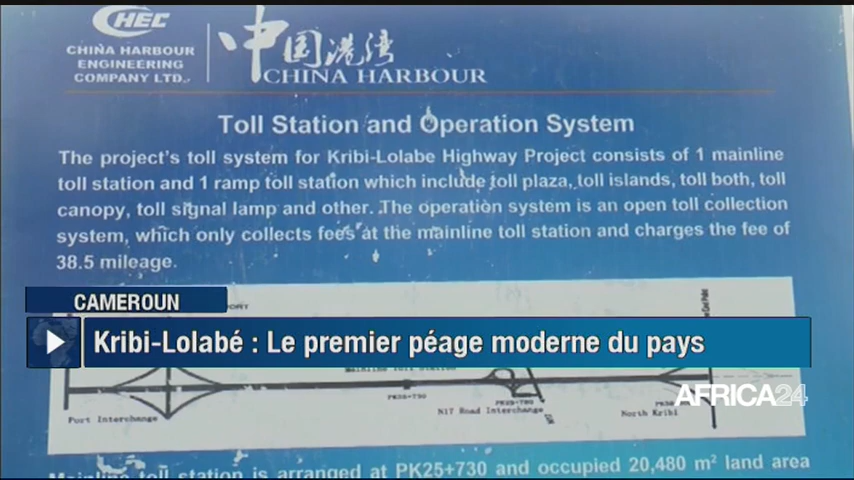 CHEC
CHINA HARBOUR
ENGINEERING
COMPANY LTD.
中国港湾
CHINA HARBOUR
Toll Station and Operation System
The project's toll system for Kribi-Lolabe Highway Project consists of 1 mainline
toll station and 1 ramp toll station which include toll plaza, toll islands, toll both, toll
canopy, toll signal lamp and other. The operation system is an open toll collection
system, which only collects fees at the mainline toll station and charges the fee of
38.5 mileage.
CAMEROUN
Kribi-Lolabé : Le premier péage moderne du pays
Mainline Toll Station
Port Interchange
N17 Road Interchange
North Kribi
AFRICA24
Mainline toll station is arranged at PK25+730 and occupied 20,480 m² land area